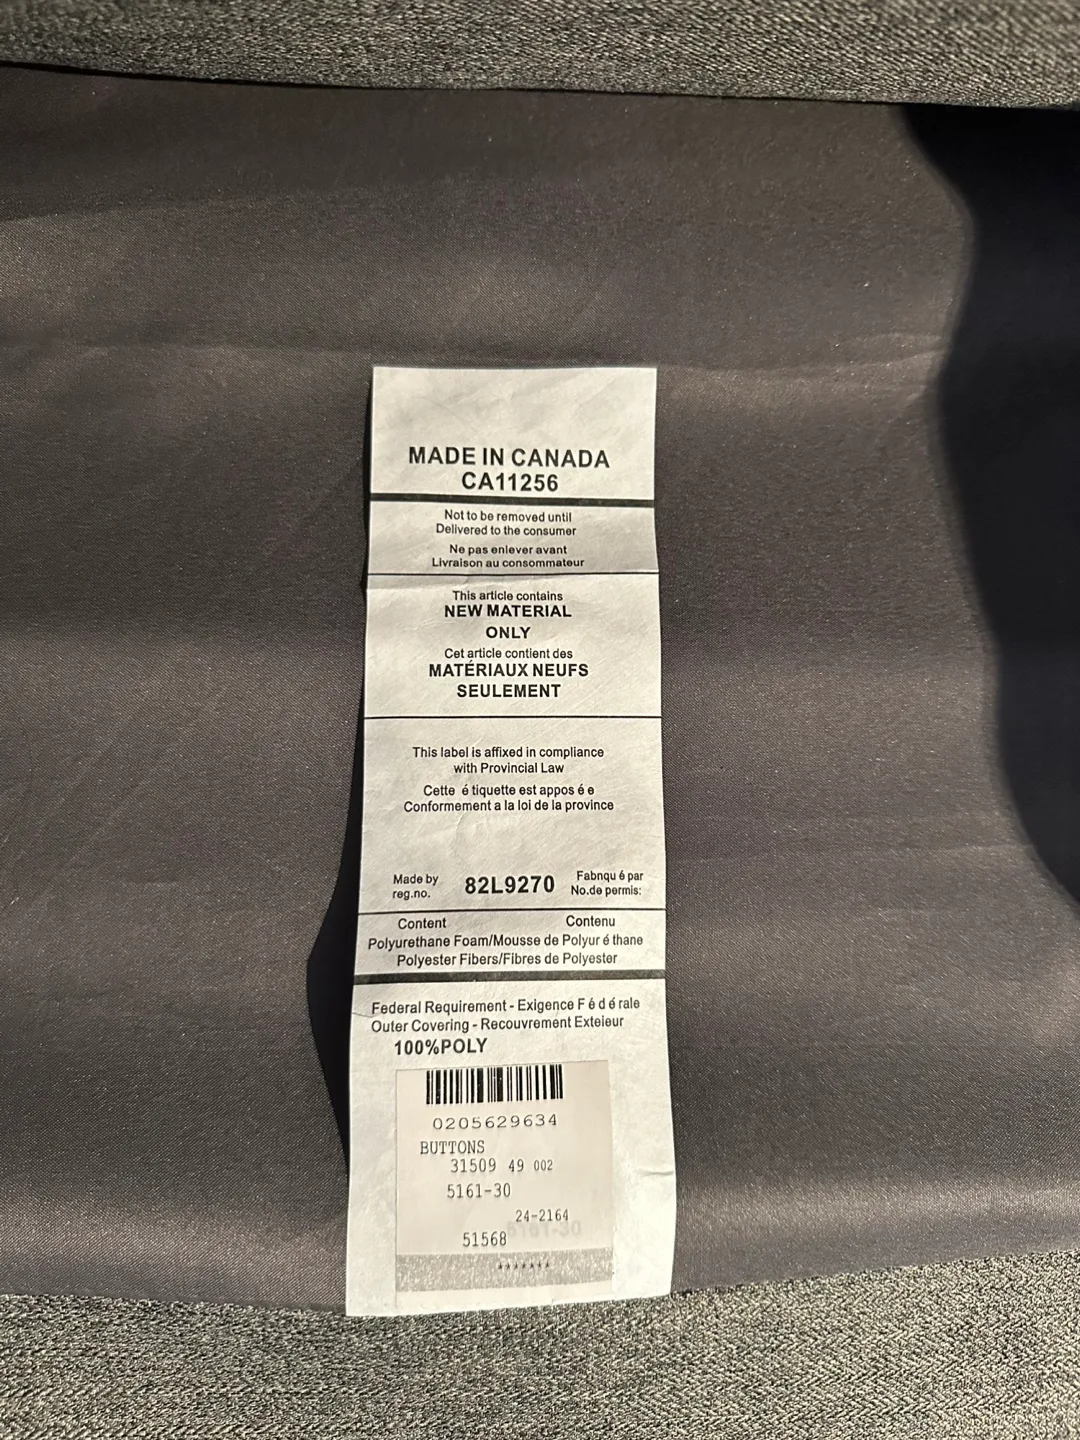 MADE IN CANADA
CA11256
Not to be removed until
Delivered to the consumer
Ne pas enlever avant
Livraison au consommateur
This article contains
NEW MATERIAL
ONLY
Cet article contient des
MATÉRIAUX NEUFS
SEULEMENT
This label is affixed in compliance
with Provincial Law
Cette é tiquette est appos é e
Conformement a la loi de la province
Made by
reg.no.
82L9270
Fabnqu é par
No.de permis:
Content Contenu
Polyurethane Foam/Mousse de Polyur é thane
Polyester Fibers/Fibres de Polyester
Federal Requirement - Exigence F é d é rale
Outer Covering - Recouvrement Exteieur
100%POLY
0205629634
BUTTONS
31509 49 002
5161-30
24-2164
51568
*******